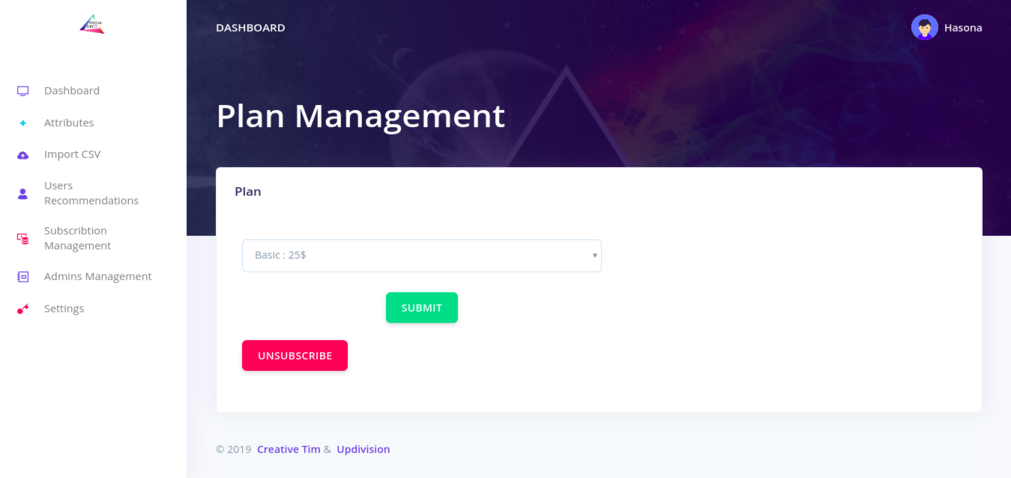 DASHBOARD
Hasona
Dashboard
Attributes
Import CSV
Users
Recommendations
Subscribtion
Management
Admins Management
Settings
Plan Management
Plan
Basic : 25$
SUBMIT
UNSUBSCRIBE
© 2019 Creative Tim & Updivision